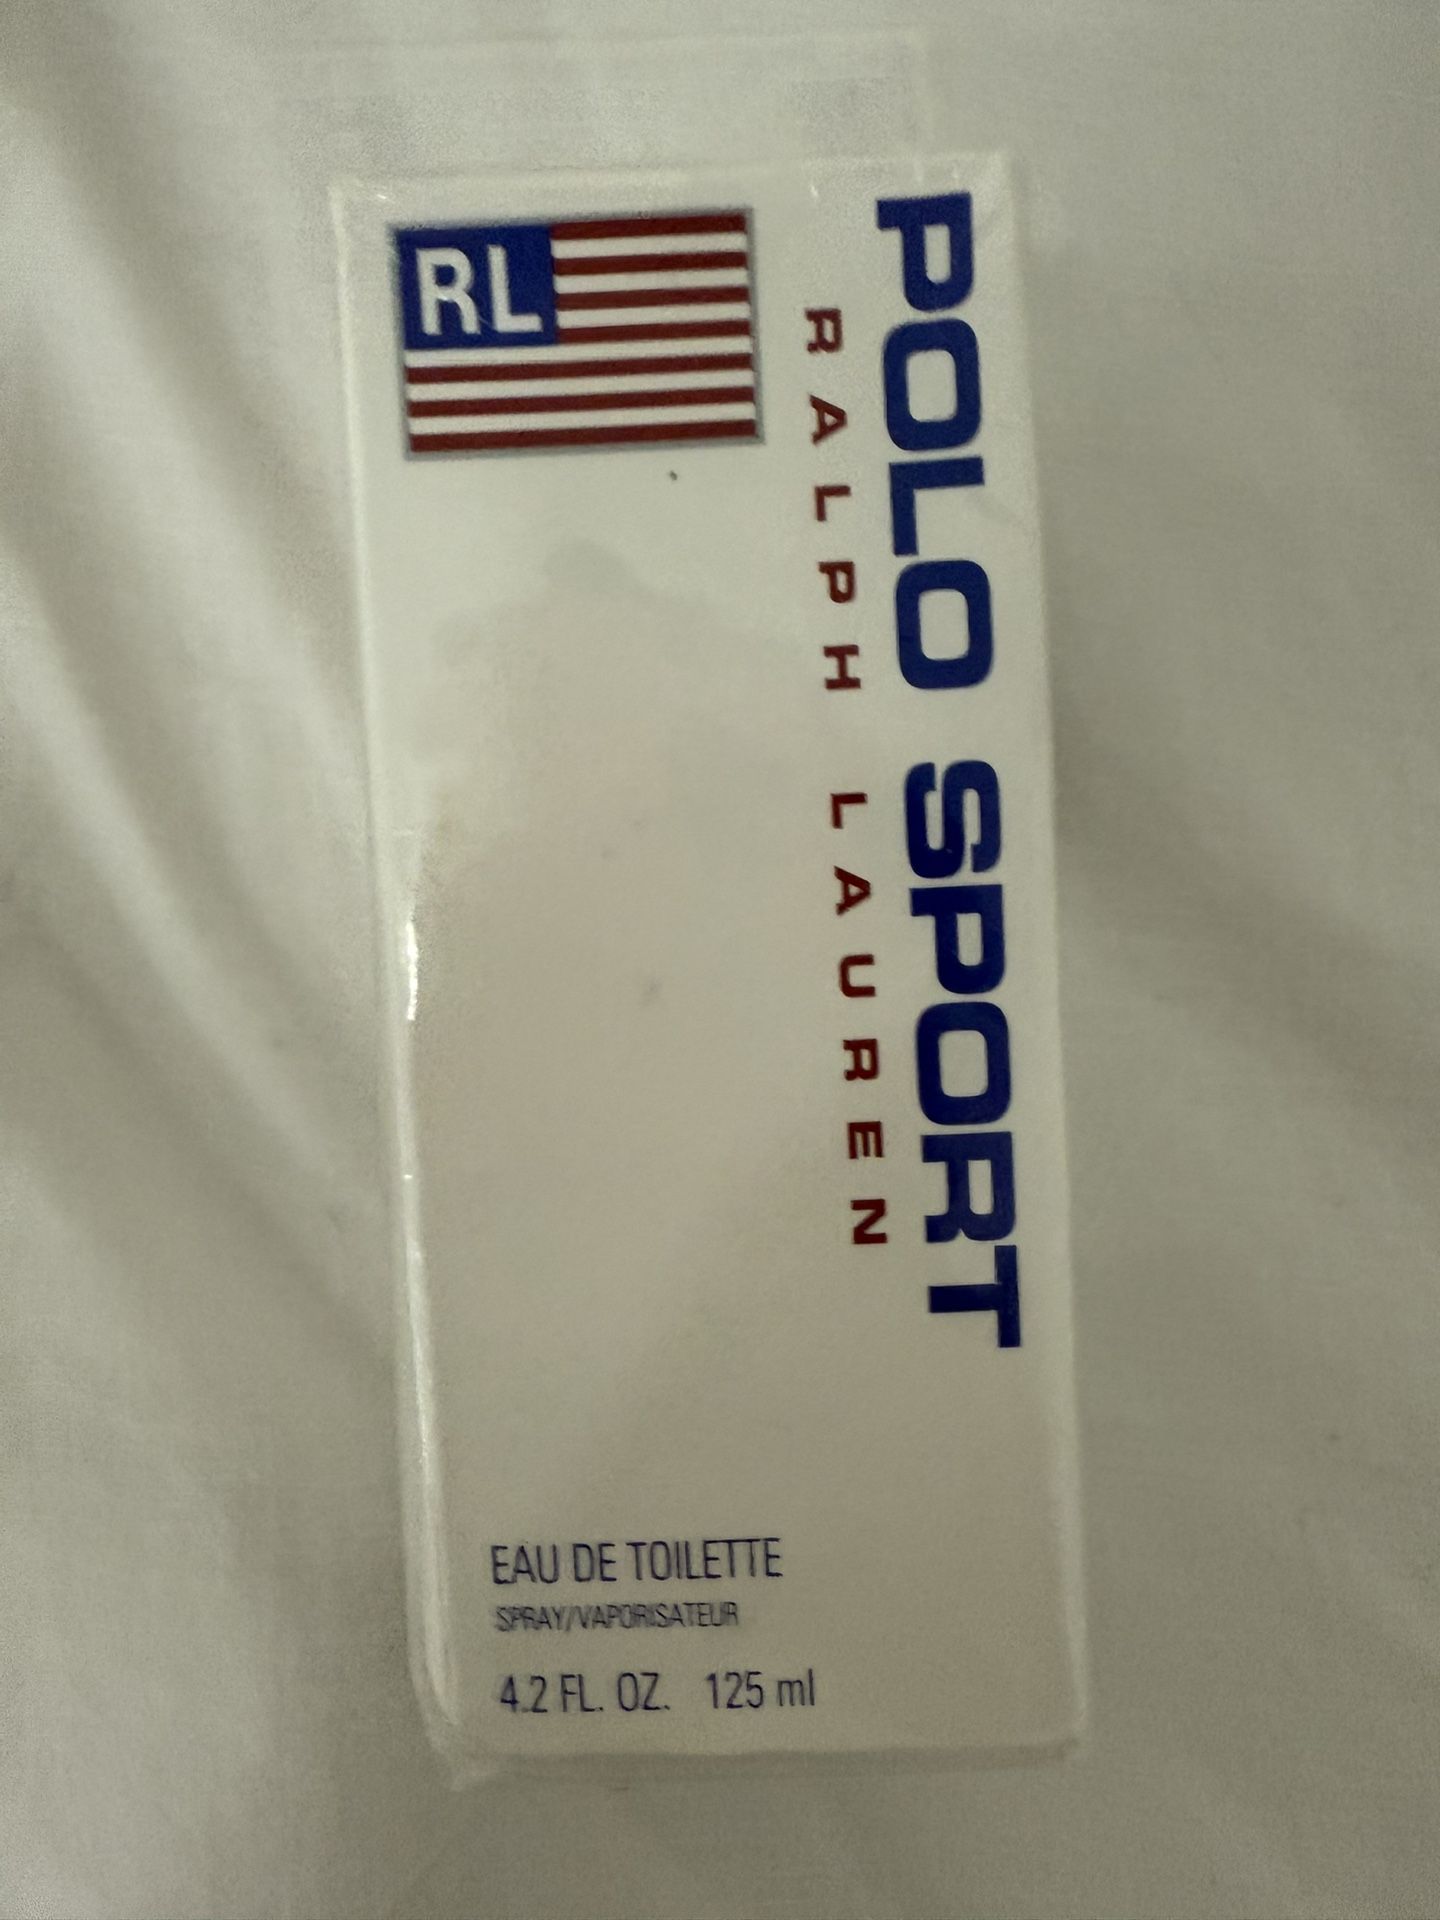 RL
POLO SPORT
RALPH LAUREN
EAU DE TOILETTE
SPRAY/VAPORISATEUR
4.2 FL. OZ. 125 ml